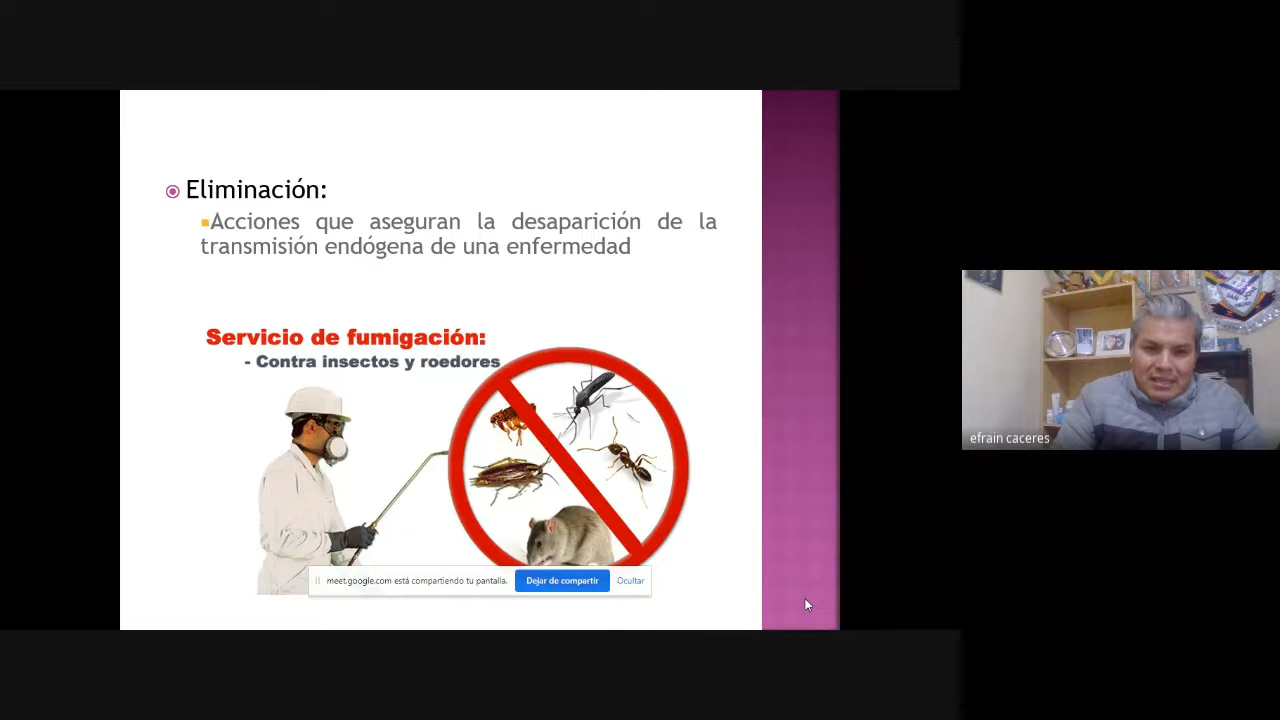 Eliminación:
Acciones que aseguran la desaparición de la
transmisión endógena de una enfermedad
Servicio de fumigación:
- Contra insectos y roedores
efrain caceres
meet.google.com está compartiendo tu pantalla.
Dejar de compartir
Ocultar